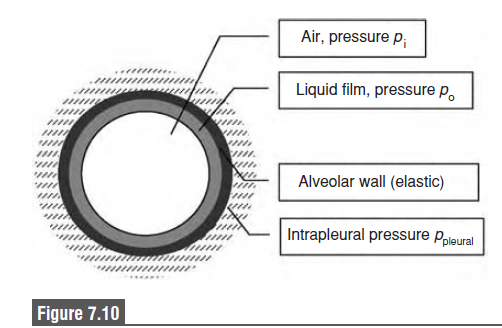 Air, pressure pi
Liquid film, pressure po
Alveolar wall (elastic)
Intrapleural pressure ppleural
Figure 7.10